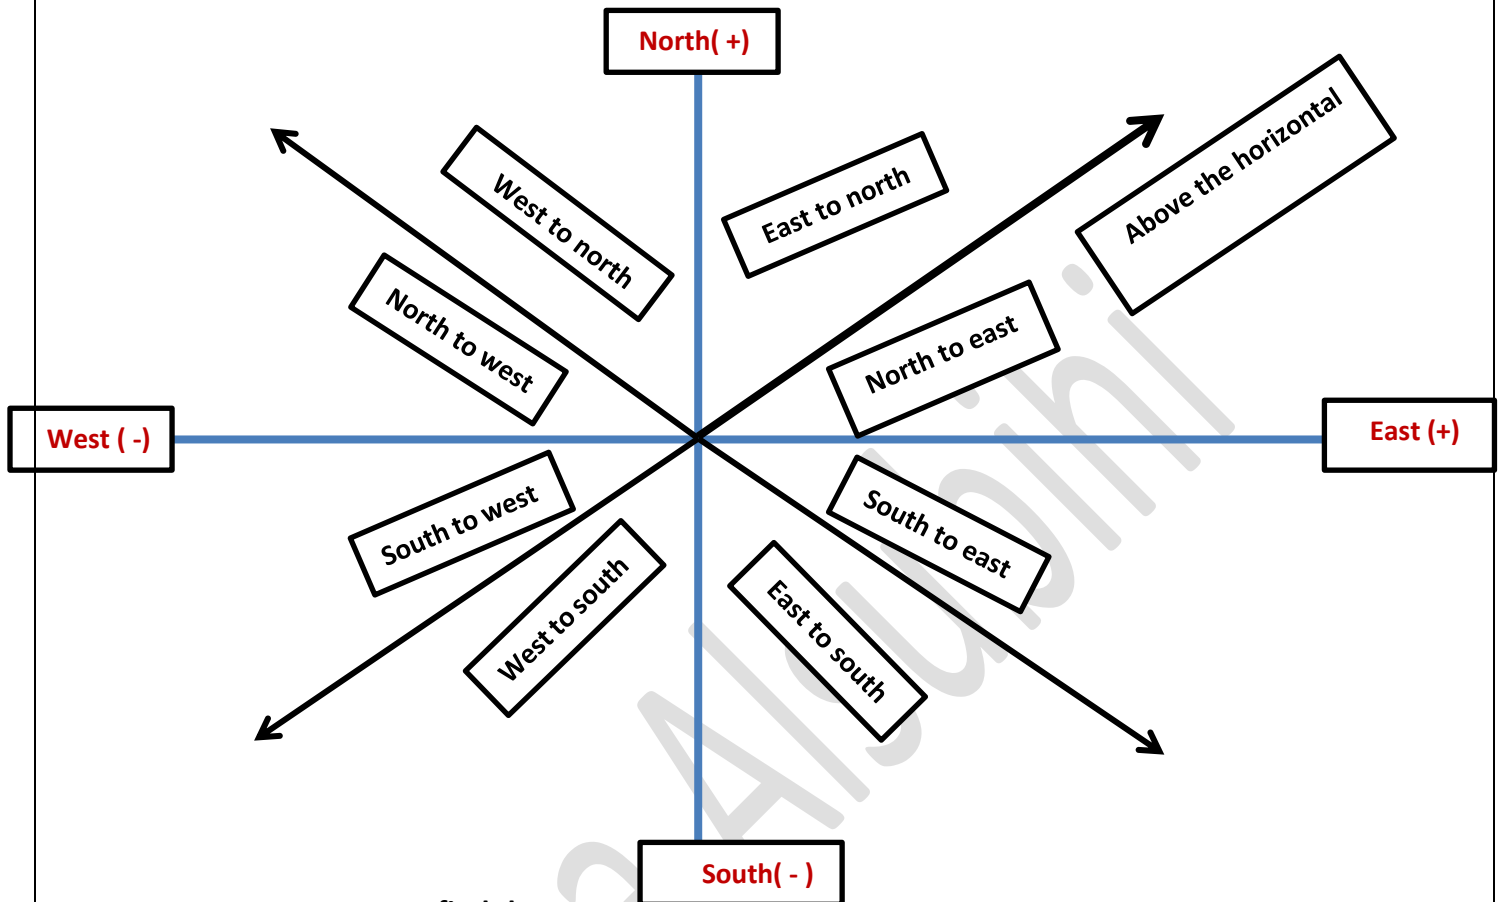 North( +)
West to north
East to north
Above the horizontal
North to west
North to east
West ( -)
East (+)
South to west
South to east
West to south
East to south
South( - )